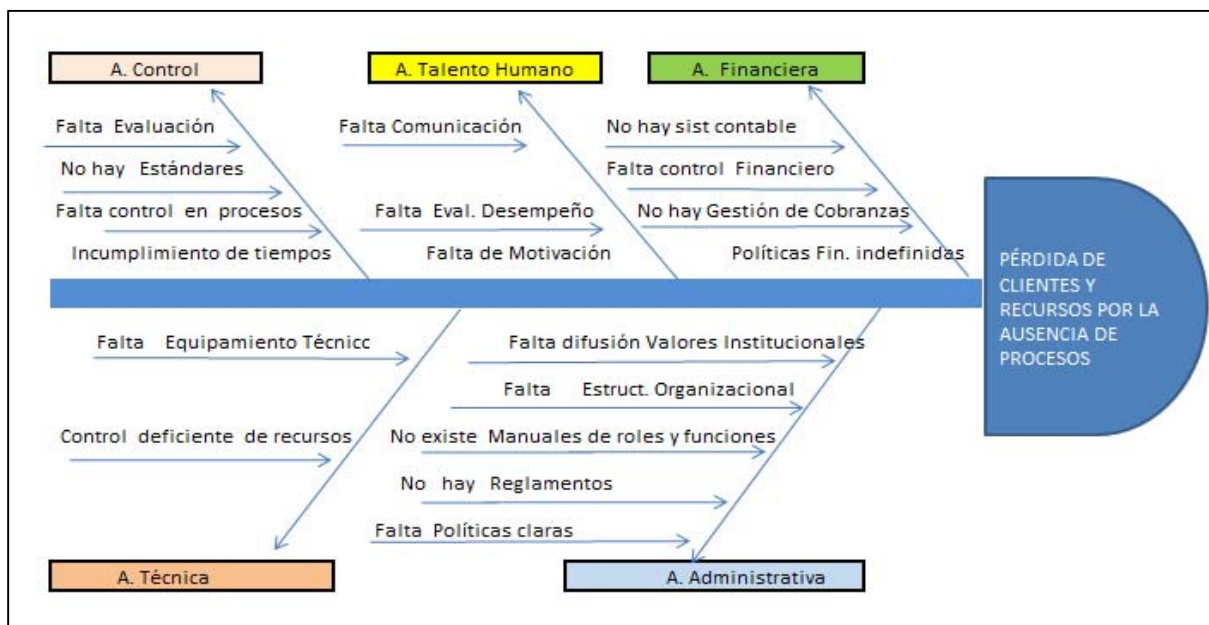 A. Control
A. Talento Humano
A. Financiera
Falta Evaluación
No hay Estándares
Falta control en procesos
Incumplimiento de tiempos
Falta Comunicación
Falta Eval. Desempeño
Falta de Motivación
No hay sist contable
Falta control Financiero
No hay Gestión de Cobranzas
Políticas Fin. indefinidas
PÉRDIDA DE
CLIENTES Y
RECURSOS POR LA
AUSENCIA DE
PROCESOS
Falta Equipamiento Técnicc
Control deficiente de recursos
Falta difusión Valores Institucionales
Falta Estruct. Organizacional
No existe Manuales de roles y funciones
No hay Reglamentos
Falta Políticas claras
A. Técnica
A. Administrativa